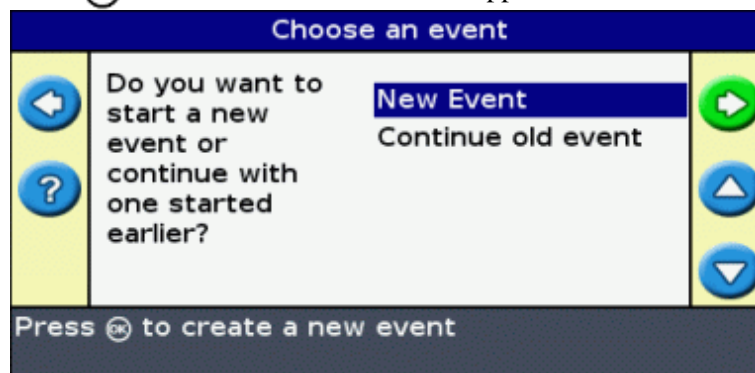 Choose an event
Do you want to
start a new
event or
continue with
one started
earlier?
New Event
Continue old event
?
Press OK to create a new event